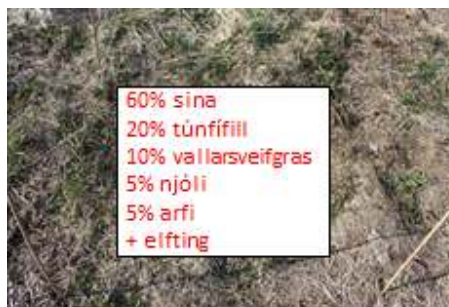 60% sina
20% túnfífill
10% vallarsveifgras
5% njóli
5% arfi
+ elfting